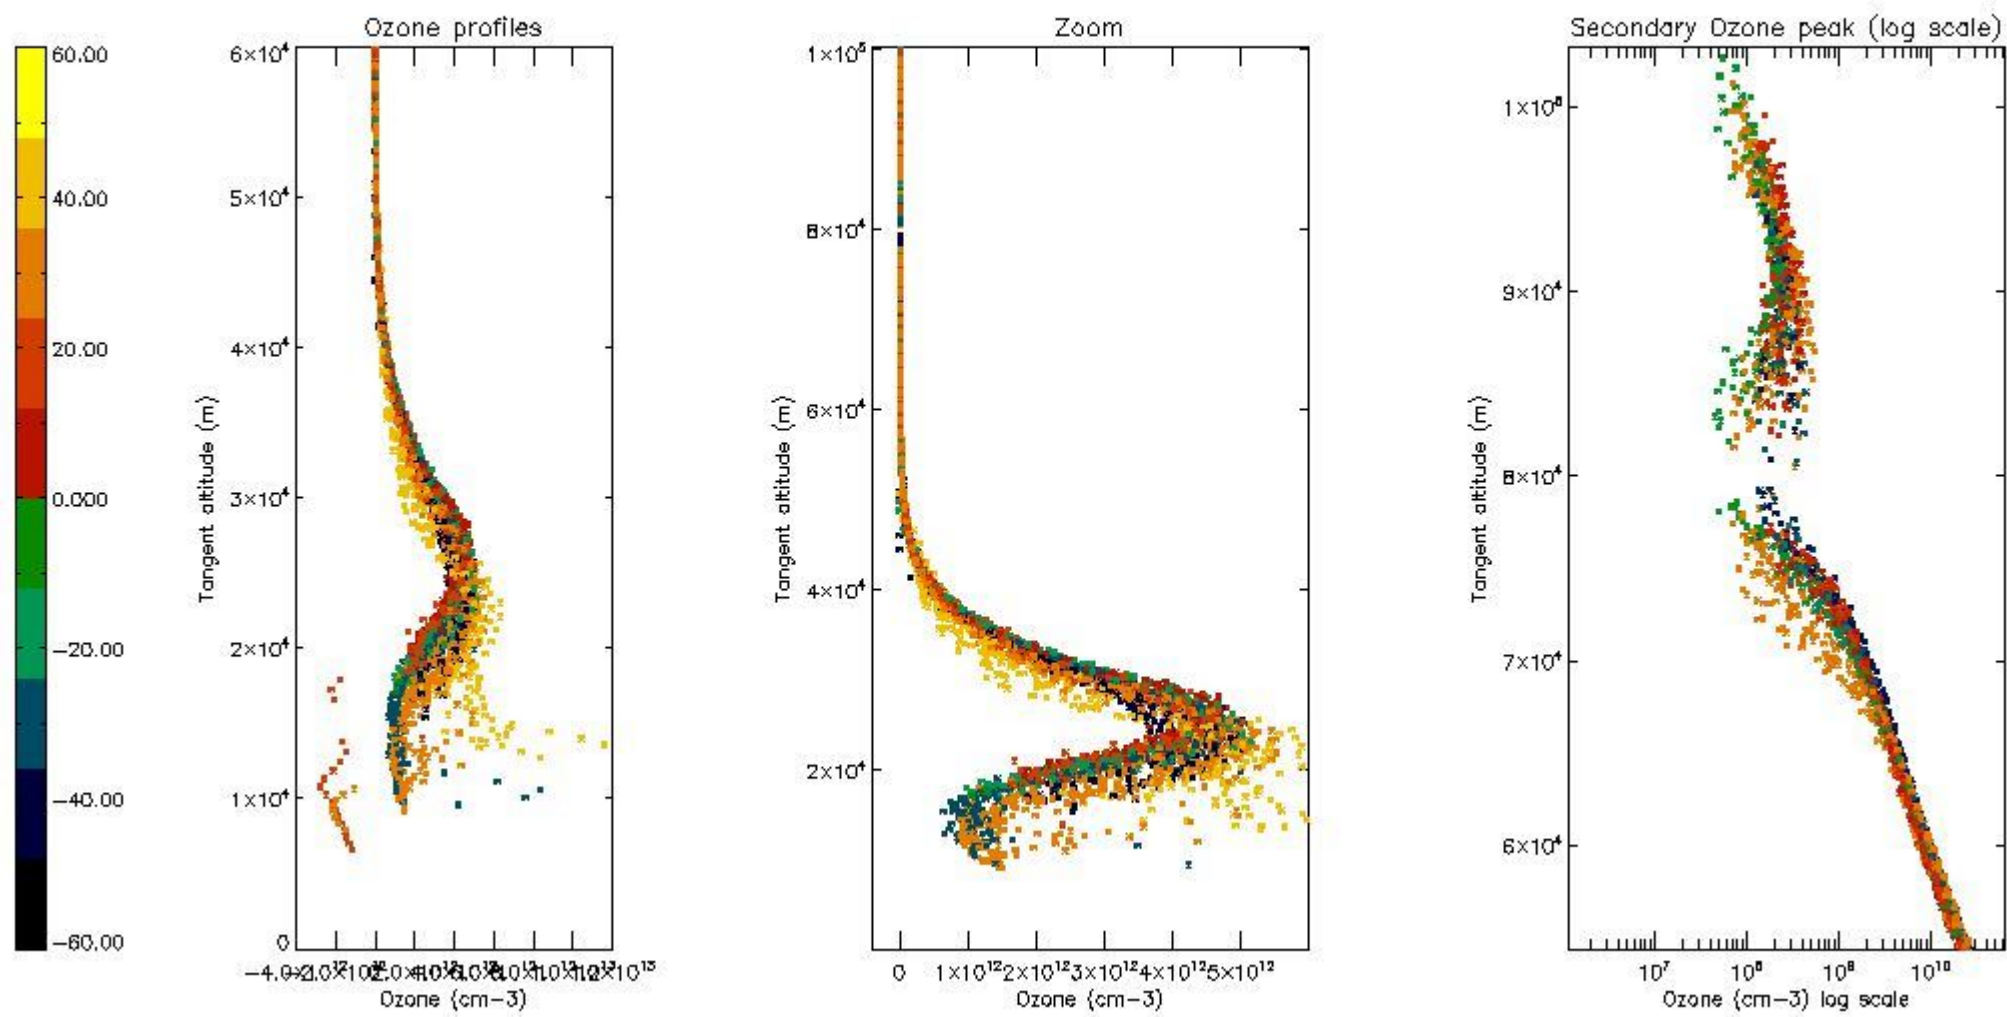 Ozone profiles
Zoom
Secondary Ozone peak (log scale)
60.00
40.00
20.00
0.000
-20.00
-40.00
-60.00
6×10⁴
5×10⁴
4×10⁴
3×10⁴
2×10⁴
1×10⁴
0
Tangent altitude (m)
Ozone (cm-3)
1×10⁵
8×10⁴
6×10⁴
4×10⁴
2×10⁴
Tangent altitude (m)
0 1×10¹² 2×10¹² 3×10¹² 4×10¹² 5×10¹²
Ozone (cm-3)
9×10⁴
8×10⁴
7×10⁴
6×10⁴
Tangent altitude (m)
10⁷ 10⁸ 10⁹ 10¹⁰
Ozone (cm-3) log scale